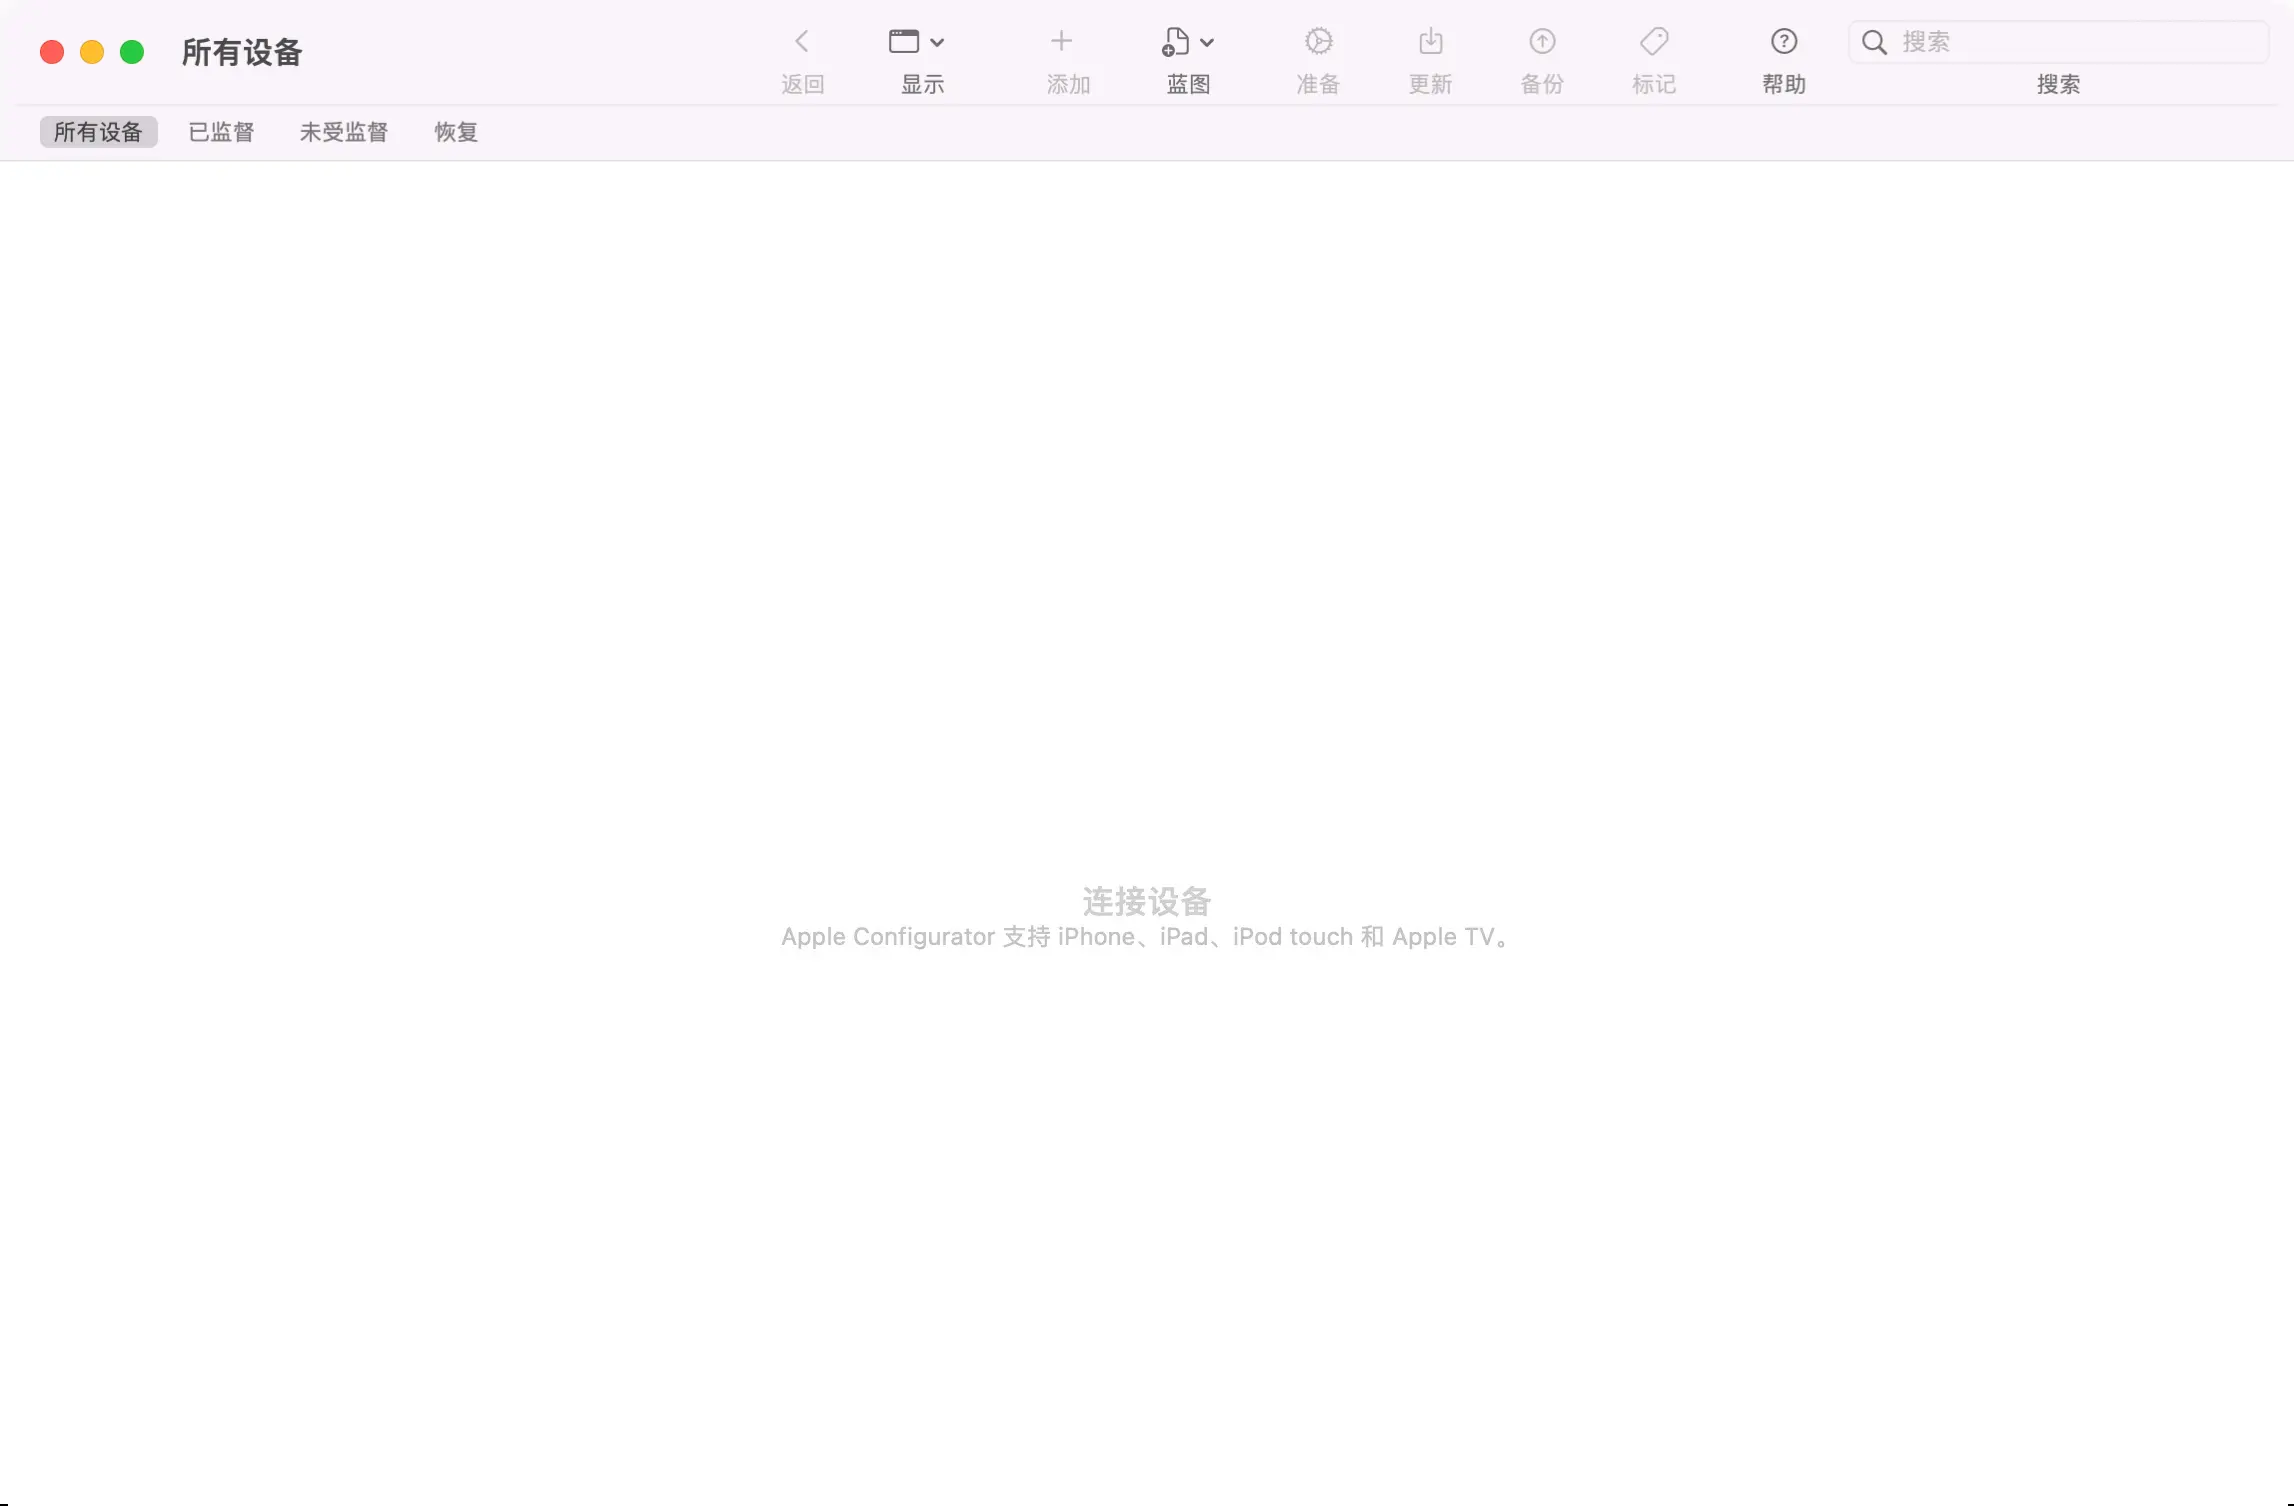 所有设备
返回 显示 添加 蓝图 准备 更新 备份 标记 帮助 搜索
搜索
所有设备 已监督 未受监督 恢复
连接设备
Apple Configurator 支持 iPhone、iPad、iPod touch 和 Apple TV。